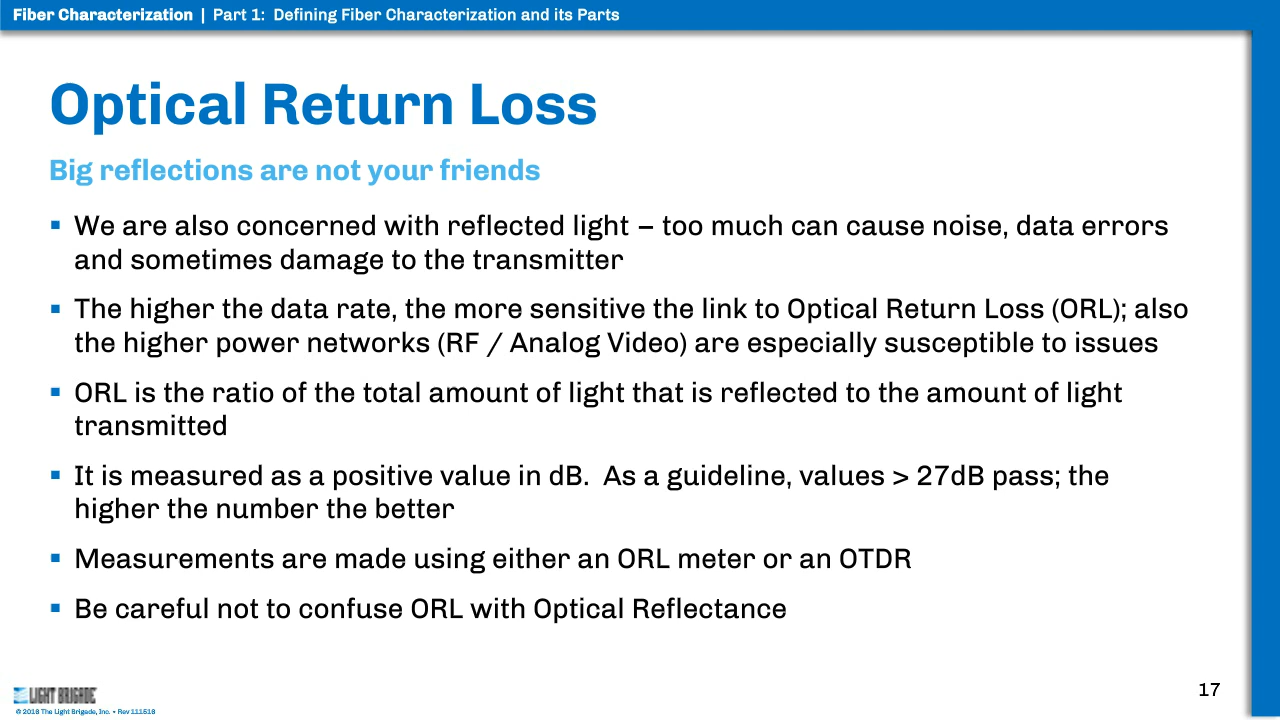 Fiber Characterization | Part 1: Defining Fiber Characterization and its Parts
Optical Return Loss
Big reflections are not your friends
▪ We are also concerned with reflected light – too much can cause noise, data errors
and sometimes damage to the transmitter
▪ The higher the data rate, the more sensitive the link to Optical Return Loss (ORL); also
the higher power networks (RF / Analog Video) are especially susceptible to issues
▪ ORL is the ratio of the total amount of light that is reflected to the amount of light
transmitted
▪ It is measured as a positive value in dB.  As a guideline, values > 27dB pass; the
higher the number the better
▪ Measurements are made using either an ORL meter or an OTDR
▪ Be careful not to confuse ORL with Optical Reflectance
LIGHT BRIGADE
© 2018 The Light Brigade, Inc. • Rev 111518
17